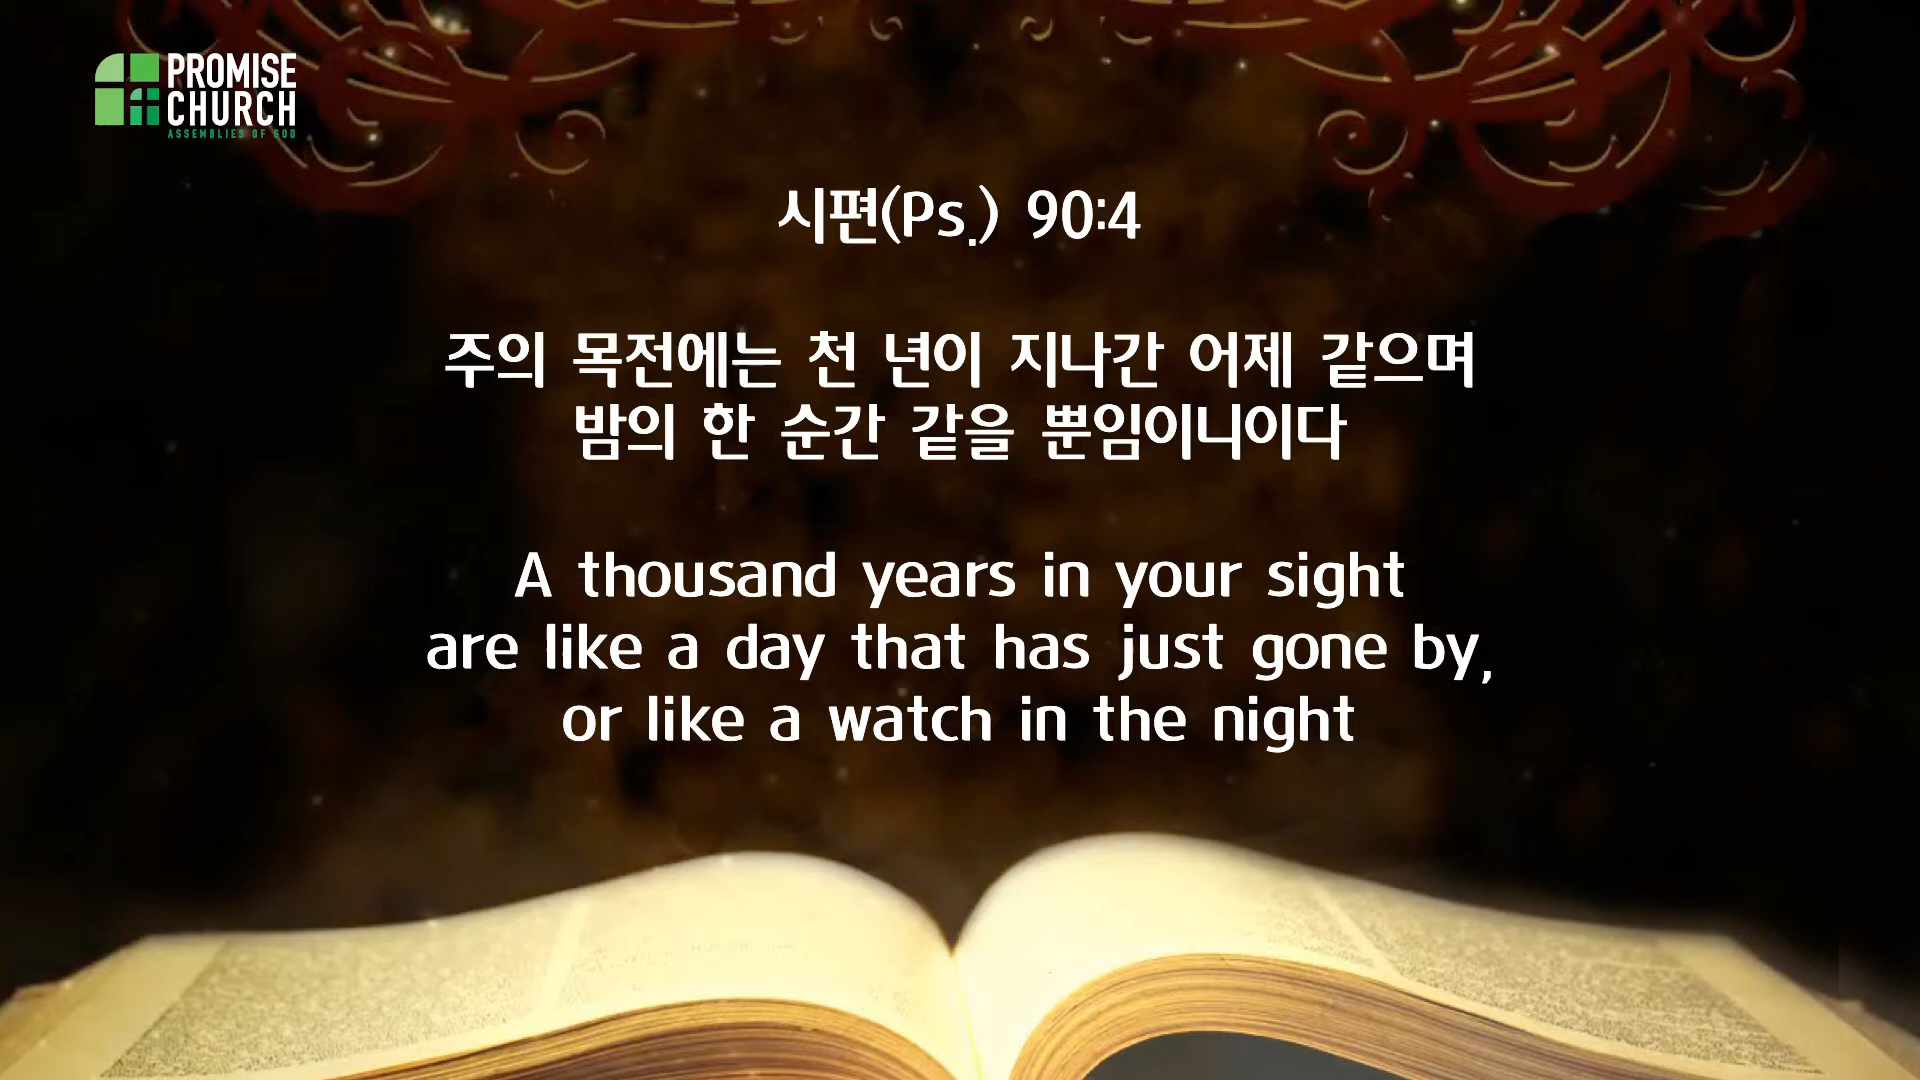 PROMISE
CHURCH
ASSEMBLIES OF GOD
시편(Ps.) 90:4
주의 목전에는 천 년이 지나간 어제 같으며
밤의 한 순간 같을 뿐임이니이다
A thousand years in your sight
are like a day that has just gone by,
or like a watch in the night